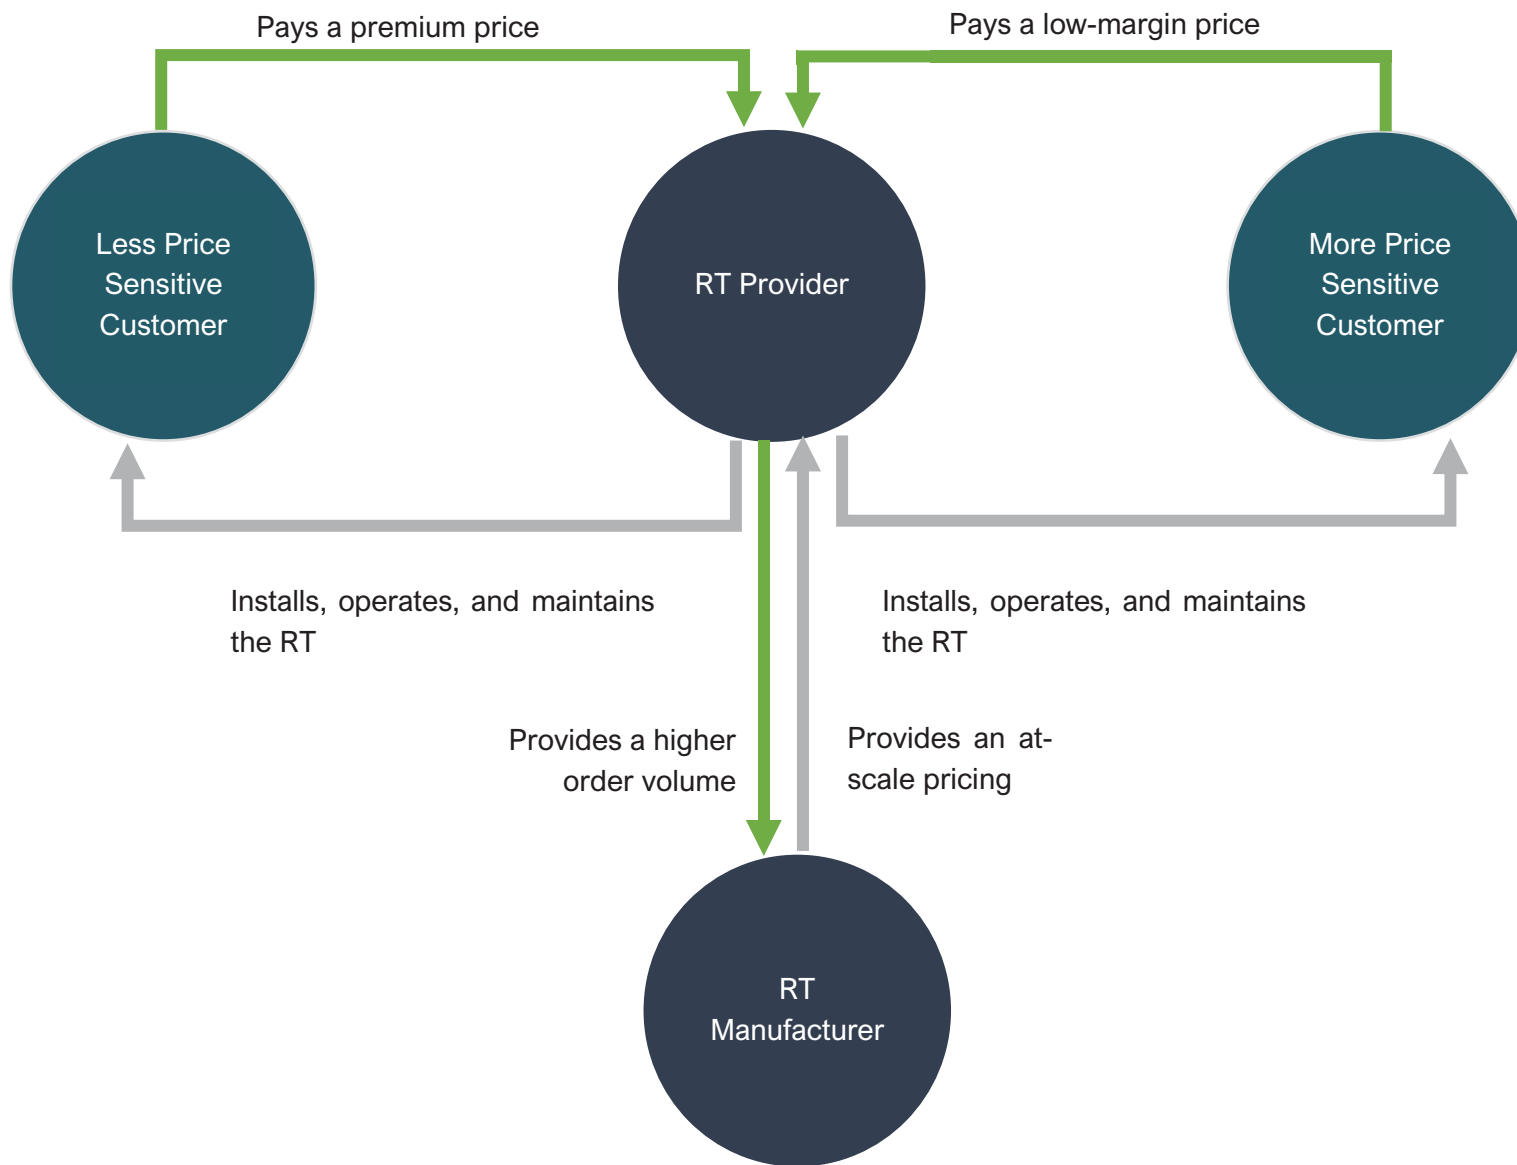 Pays a premium price
Pays a low-margin price
Less Price
Sensitive
Customer
RT Provider
More Price
Sensitive
Customer
Installs, operates, and maintains
the RT
Installs, operates, and maintains
the RT
Provides a higher
order volume
Provides an at-
scale pricing
RT
Manufacturer